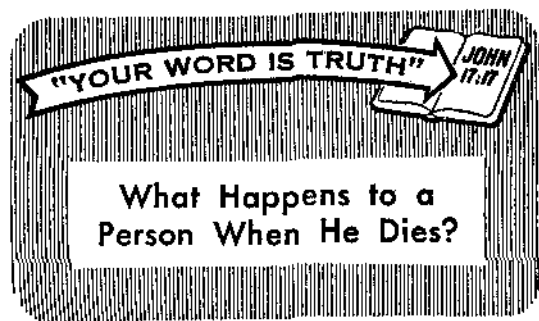 "YOUR WORD IS TRUTH"
JOHN
17:17
What Happens to a
Person When He Dies?